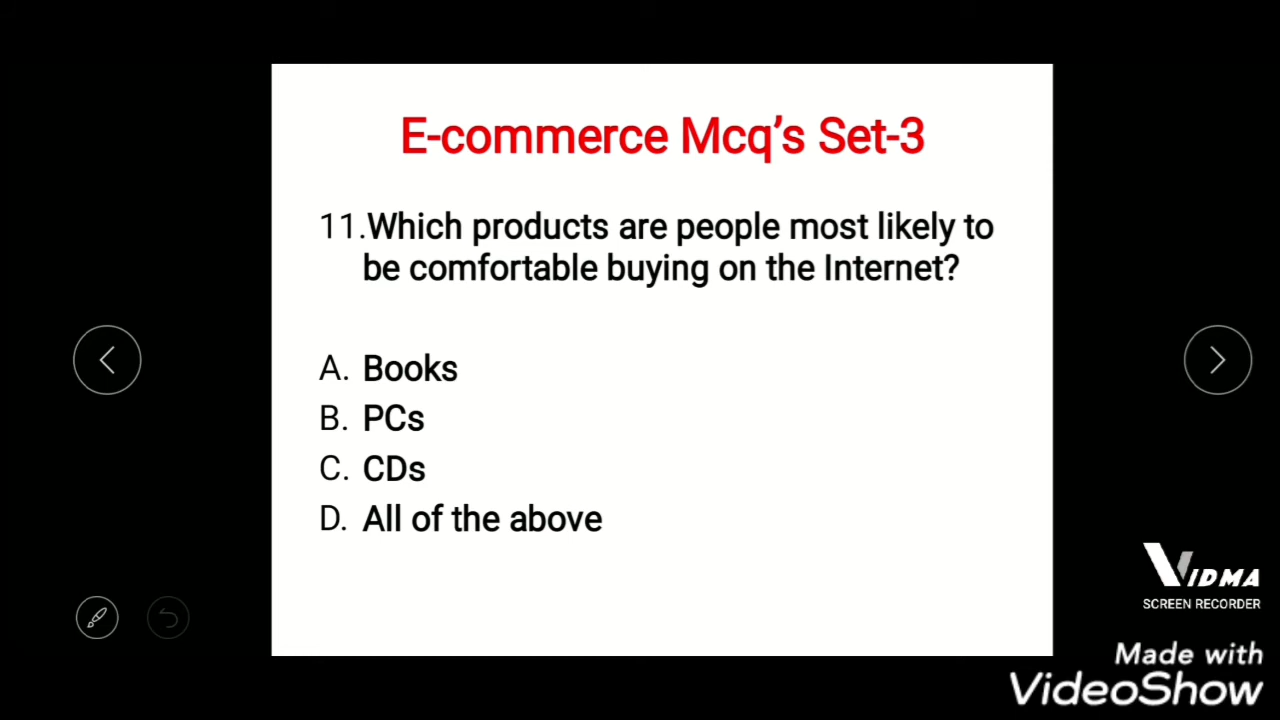 E-commerce Mcq’s Set-3
11.Which products are people most likely to
be comfortable buying on the Internet?
A. Books
B. PCs
C. CDs
D. All of the above
VIDMA
SCREEN RECORDER
Made with
VideoShow